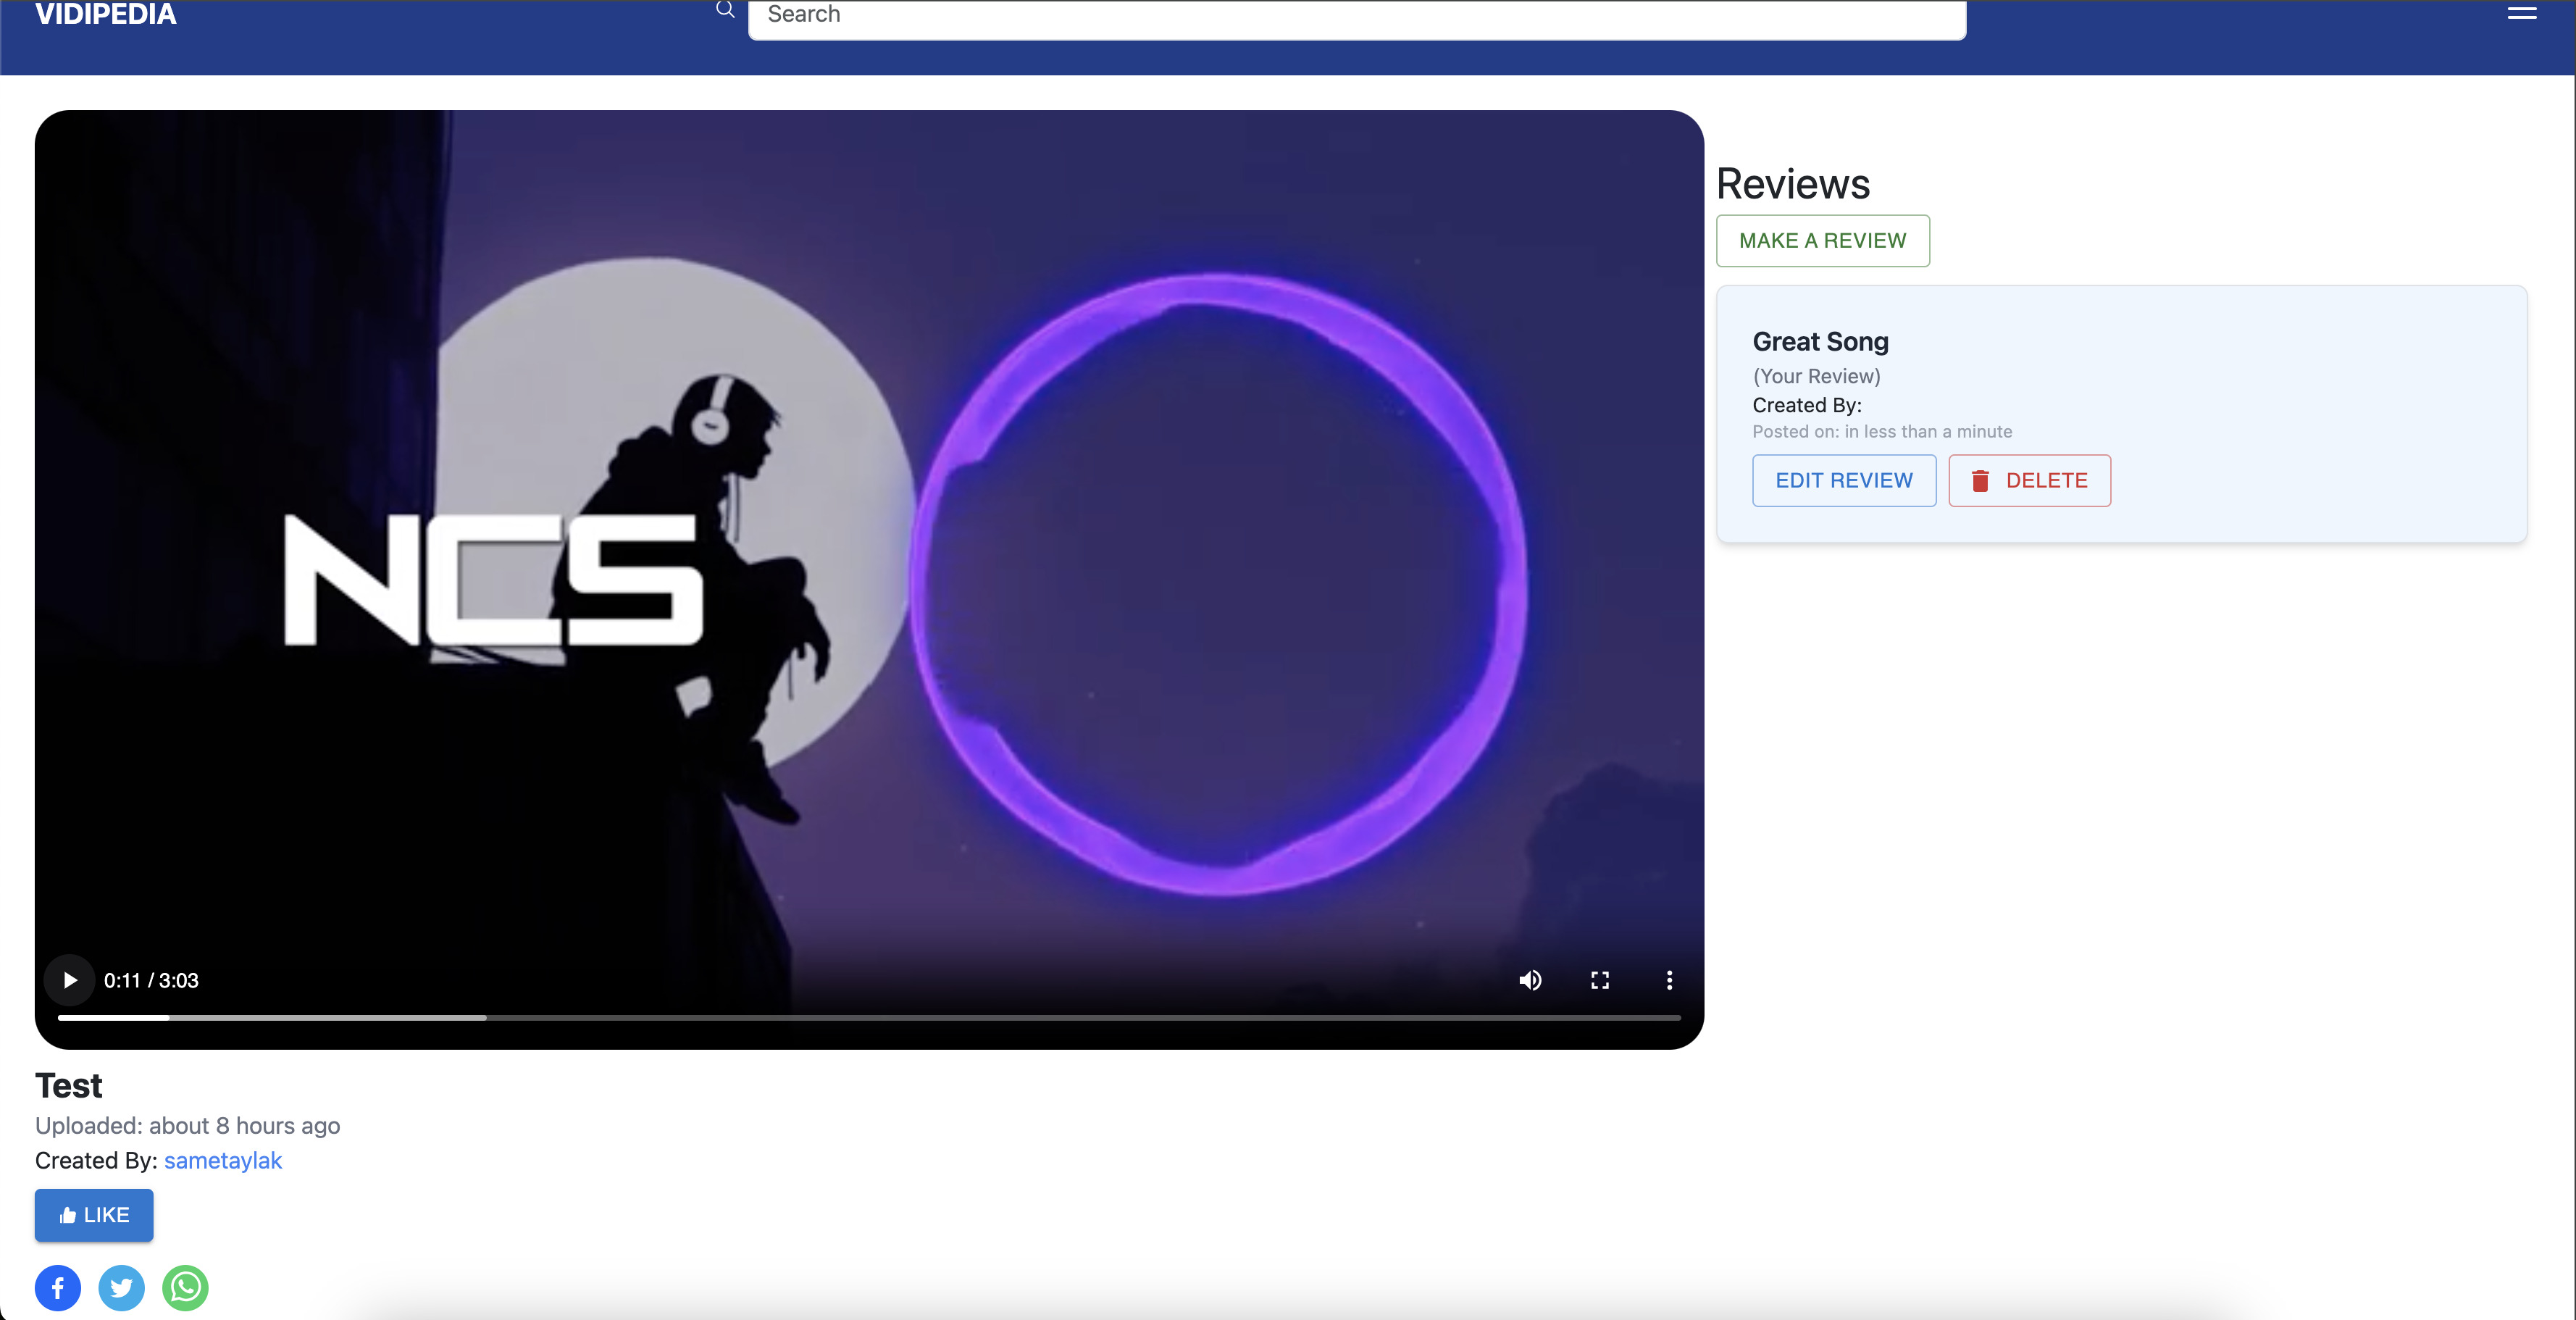 VIDIPEDIA
Search
NCS
0:11 / 3:03
Reviews
MAKE A REVIEW
Great Song
(Your Review)
Created By:
Posted on: in less than a minute
EDIT REVIEW
DELETE
Test
Uploaded: about 8 hours ago
Created By: sametaylak
LIKE